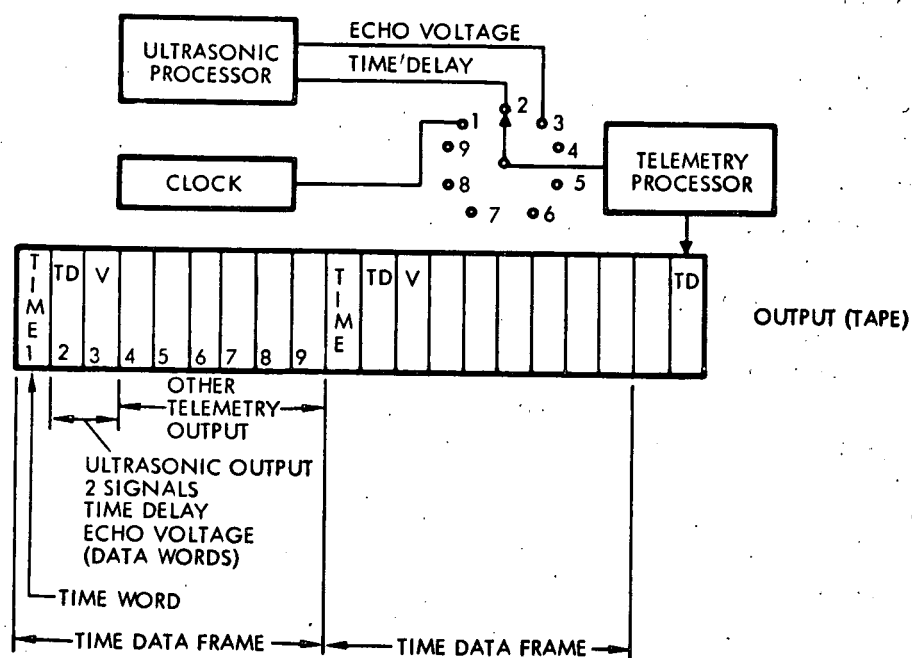 ULTRASONIC
PROCESSOR
ECHO VOLTAGE
TIME'DELAY
CLOCK
1
2
3
4
5
6
7
8
9
TELEMETRY
PROCESSOR
TIME 1
TD
2
V
3
4
5
6
7
8
9
TIME
TD
V
TD
OUTPUT (TAPE)
OTHER
TELEMETRY
OUTPUT
ULTRASONIC OUTPUT
2 SIGNALS
TIME DELAY
ECHO VOLTAGE
(DATA WORDS)
TIME WORD
TIME DATA FRAME
TIME DATA FRAME